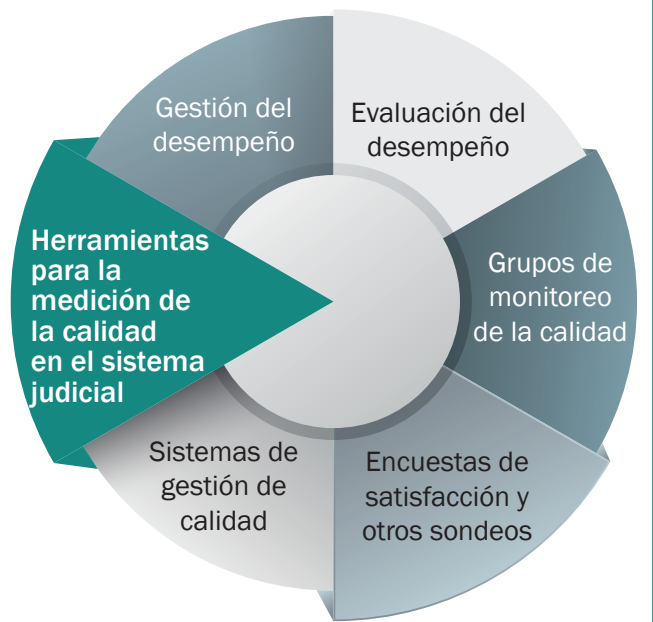 Gestión del
desempeño
Evaluación del
desempeño
Herramientas
para la
medición de
la calidad
en el sistema
judicial
Grupos de
monitoreo
de la calidad
Sistemas de
gestión de
calidad
Encuestas de
satisfacción y
otros sondeos